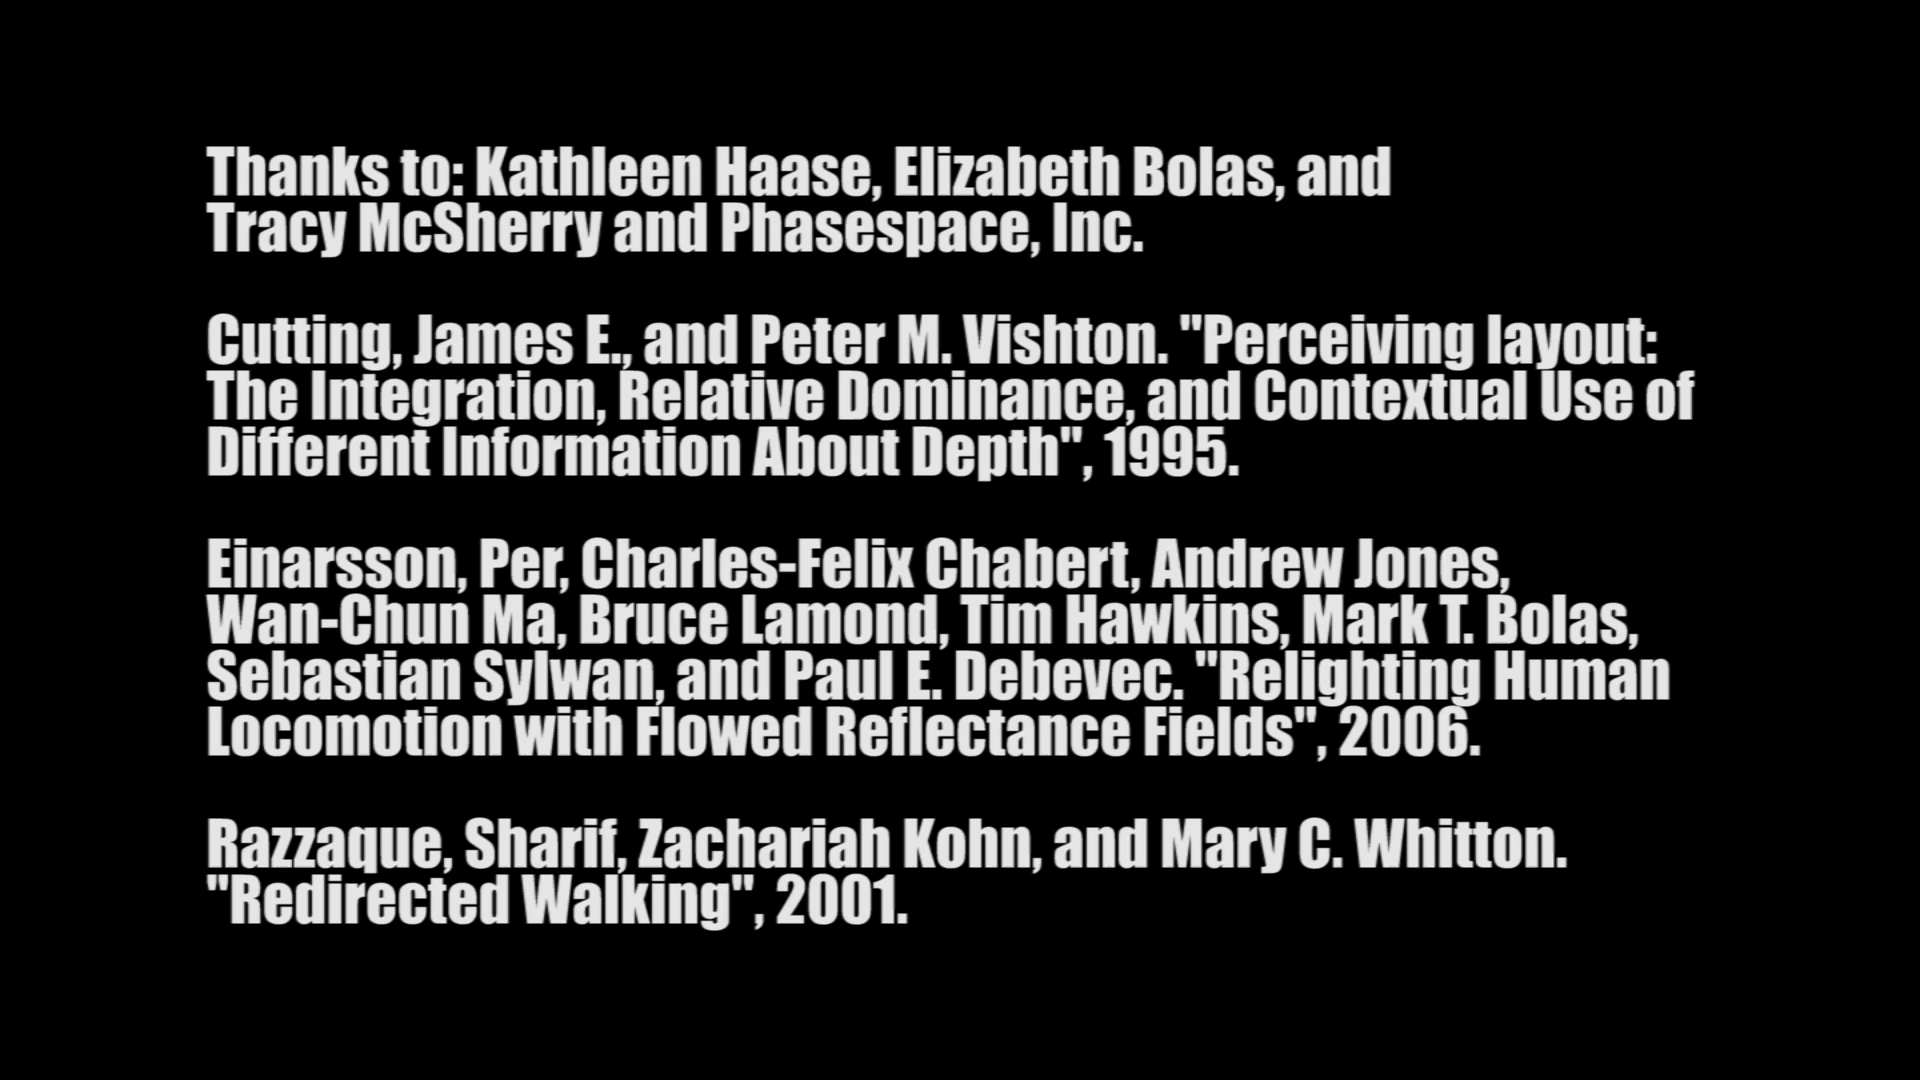 Thanks to: Kathleen Haase, Elizabeth Bolas, and
Tracy McSherry and Phasespace, Inc.
Cutting, James E., and Peter M. Vishton. "Perceiving layout:
The Integration, Relative Dominance, and Contextual Use of
Different Information About Depth", 1995.
Einarsson, Per, Charles-Felix Chabert, Andrew Jones,
Wan-Chun Ma, Bruce Lamond, Tim Hawkins, Mark T. Bolas,
Sebastian Sylwan, and Paul E. Debevec. "Relighting Human
Locomotion with Flowed Reflectance Fields", 2006.
Razzaque, Sharif, Zachariah Kohn, and Mary C. Whitton.
"Redirected Walking", 2001.